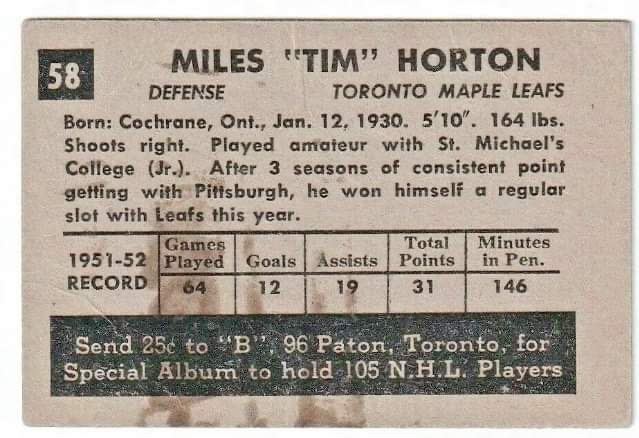 58
MILES "TIM" HORTON
DEFENSE TORONTO MAPLE LEAFS
Born: Cochrane, Ont., Jan. 12, 1930. 5'10". 164 lbs.
Shoots right. Played amateur with St. Michael's
College (Jr.). After 3 seasons of consistent point
getting with Pittsburgh, he won himself a regular
slot with Leafs this year.
1951-52 RECORD
Games Played Goals Assists Total Points Minutes in Pen.
64 12 19 31 146
Send 25¢ to "B", 96 Paton, Toronto, for
Special Album to hold 105 N.H.L. Players